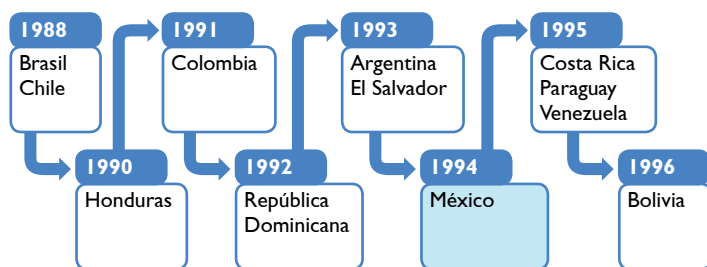 1988
Brasil
Chile
1990
Honduras
1991
Colombia
1992
República
Dominicana
1993
Argentina
El Salvador
1994
México
1995
Costa Rica
Paraguay
Venezuela
1996
Bolivia